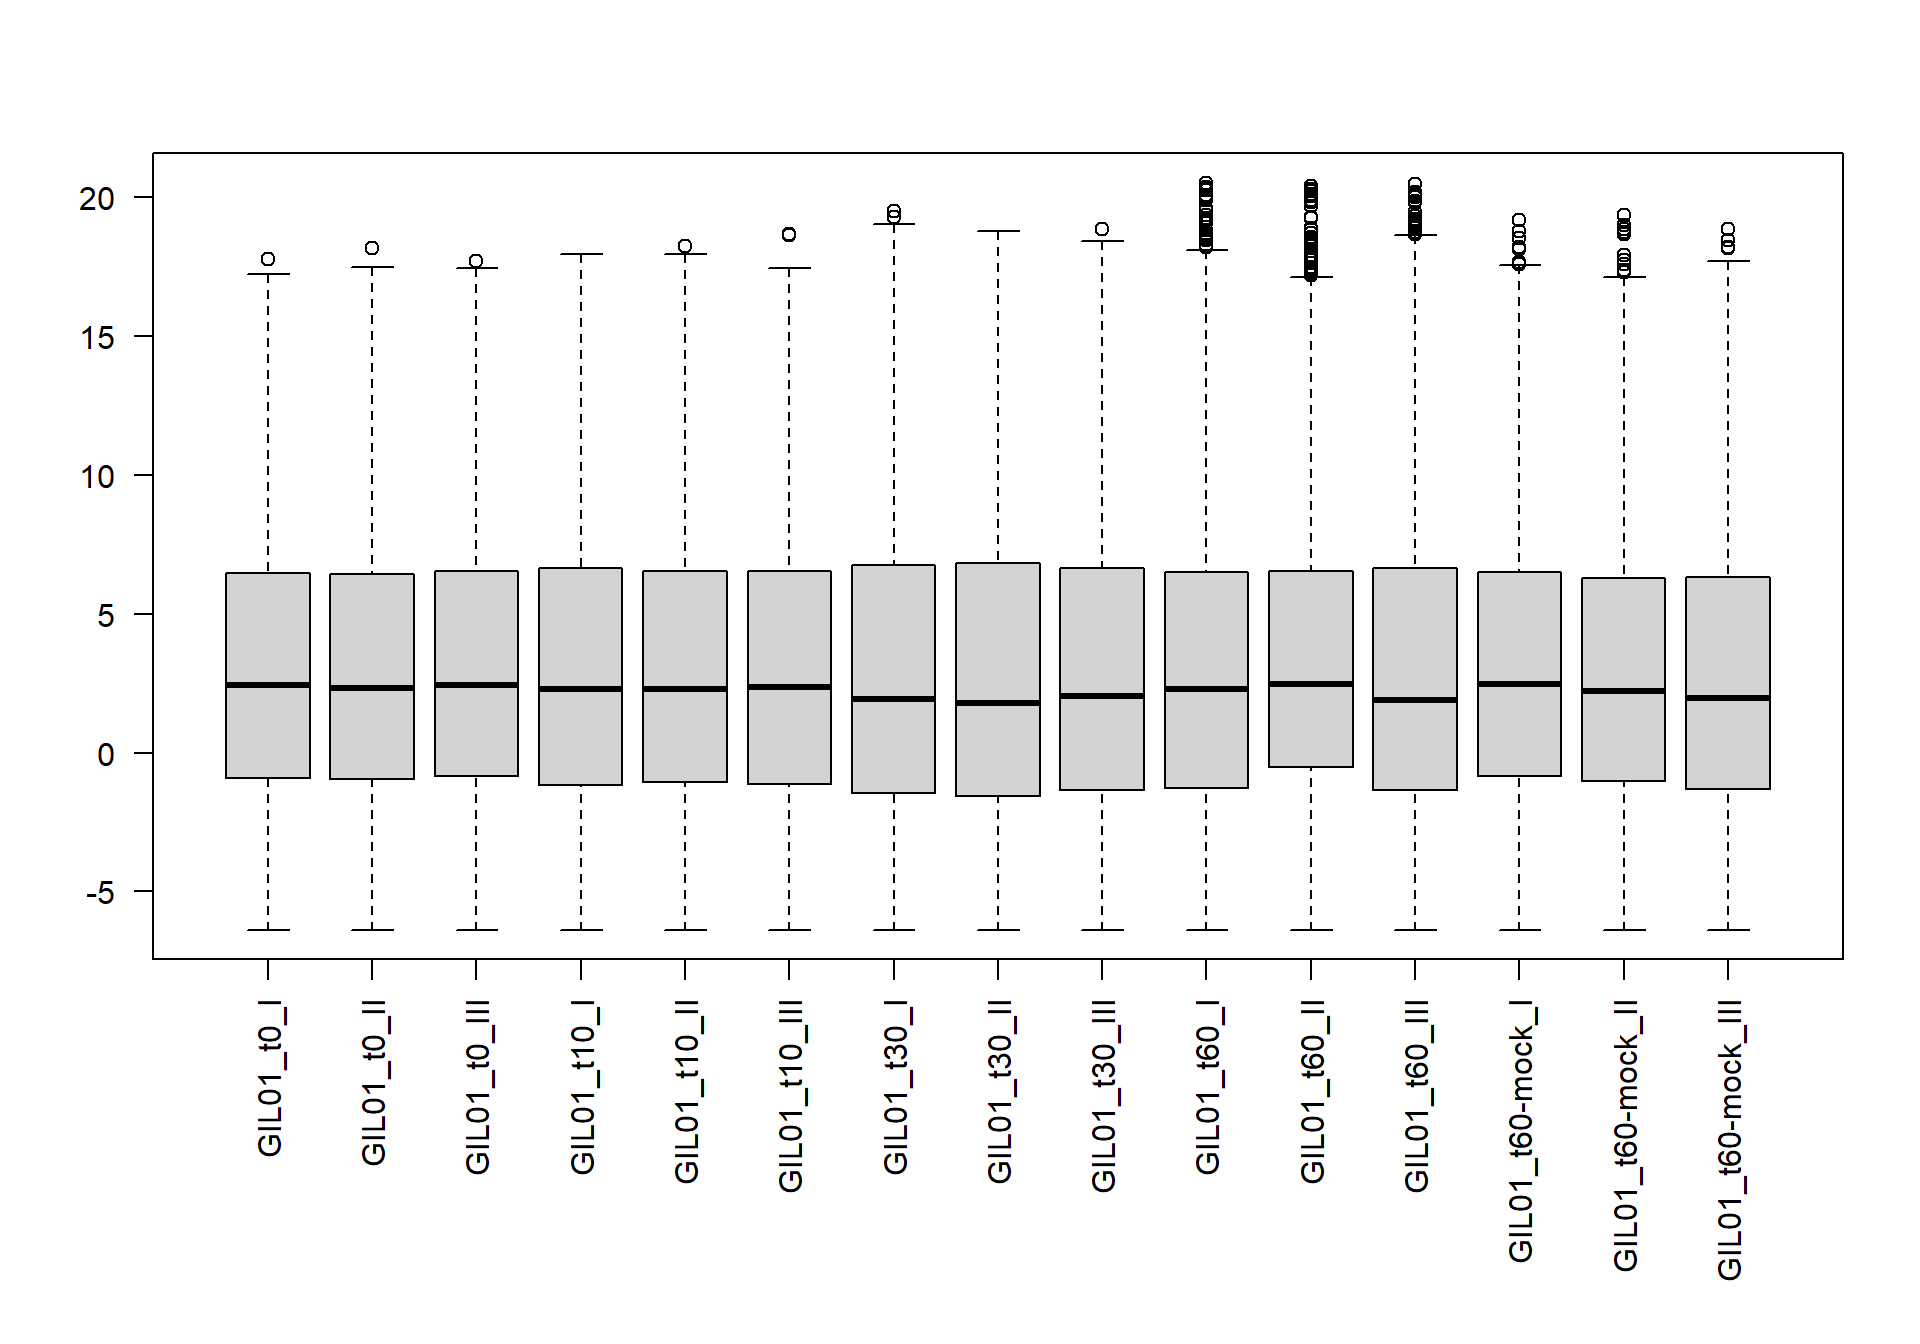 20
15
10
5
0
-5
GIL01_t0_I
GIL01_t0_II
GIL01_t0_III
GIL01_t10_I
GIL01_t10_II
GIL01_t10_III
GIL01_t30_I
GIL01_t30_II
GIL01_t30_III
GIL01_t60_I
GIL01_t60_II
GIL01_t60_III
GIL01_t60-mock_I
GIL01_t60-mock_II
GIL01_t60-mock_III